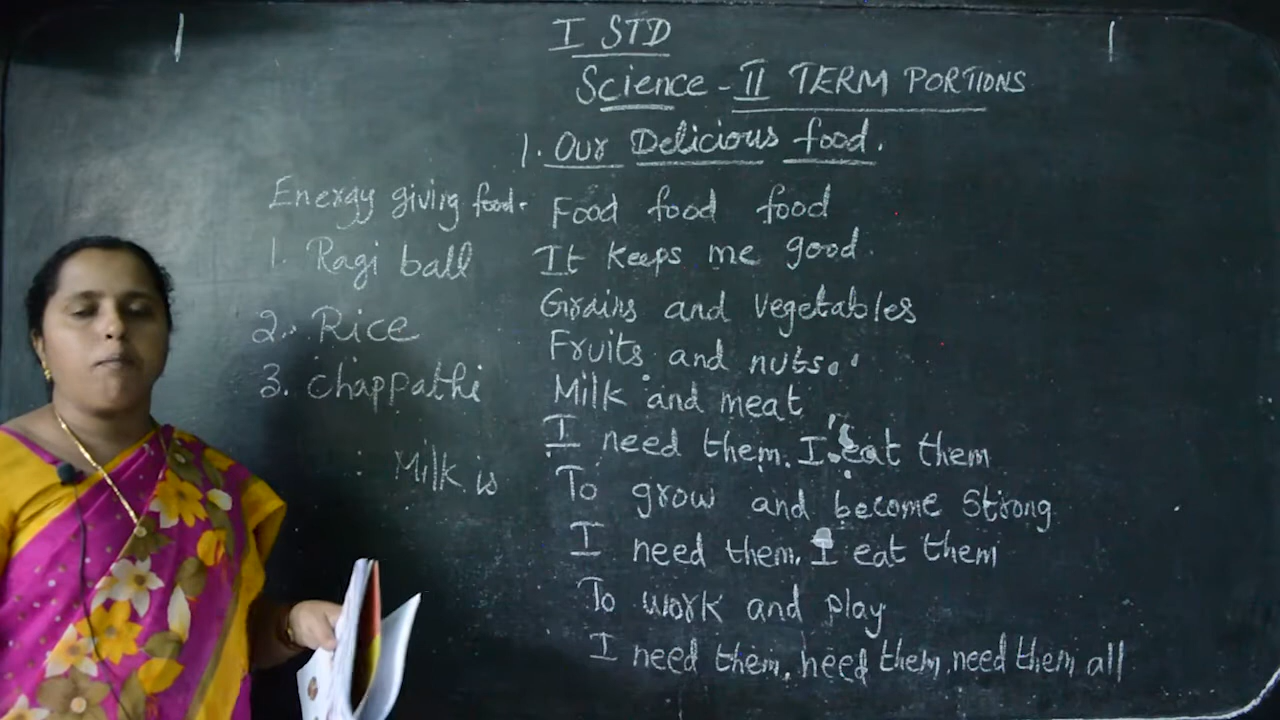 I STD
Science - II TERM PORTIONS
1. Our Delicious food.
Energy giving food.
1. Ragi ball
2. Rice
3. Chappathi
Milk is
Food food food
It keeps me good.
Grains and vegetables
Fruits and nuts.
Milk and meat
I need them. I eat them
To grow and become Strong
I need them, I eat them
To work and play
I need them, need them, need them all